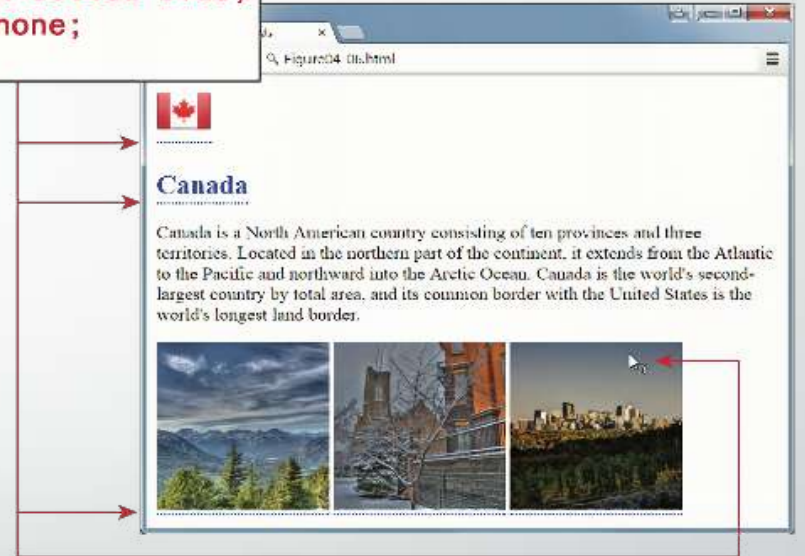 none;
Figure04-06.html
Canada
Canada is a North American country consisting of ten provinces and three
territories. Located in the northern part of the continent, it extends from the Atlantic
to the Pacific and northward into the Arctic Ocean. Canada is the world's second-
largest country by total area, and its common border with the United States is the
world's longest land border.